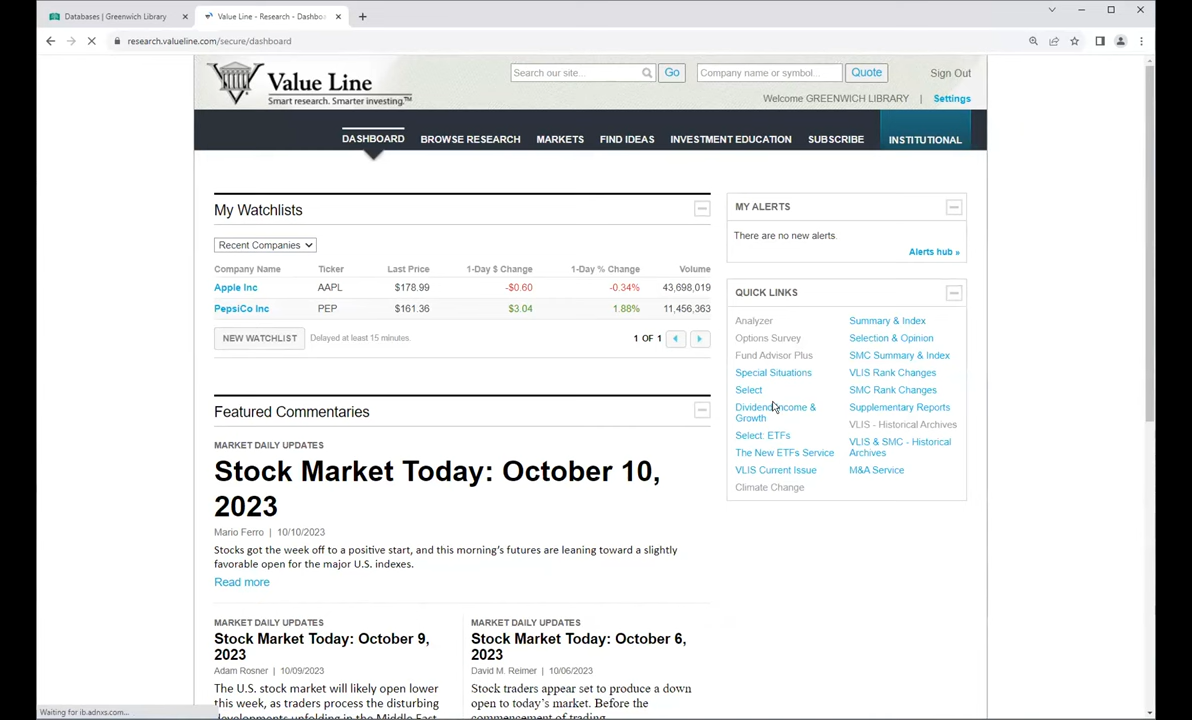 Databases | Greenwich Library
Value Line - Research - Dashbo
research.valueline.com/secure/dashboard
Value Line
Smart research. Smarter investing.™
Search our site...
Go
Company name or symbol...
Quote
Sign Out
Welcome GREENWICH LIBRARY | Settings
DASHBOARD BROWSE RESEARCH MARKETS FIND IDEAS INVESTMENT EDUCATION SUBSCRIBE INSTITUTIONAL
My Watchlists
Recent Companies
Company Name Ticker Last Price 1-Day $ Change 1-Day % Change Volume
Apple Inc AAPL $178.99 -$0.60 -0.34% 43,698,019
PepsiCo Inc PEP $161.36 $3.04 1.88% 11,456,363
NEW WATCHLIST Delayed at least 15 minutes. 1 OF 1
Featured Commentaries
MARKET DAILY UPDATES
Stock Market Today: October 10,
2023
Mario Ferro | 10/10/2023
Stocks got the week off to a positive start, and this morning's futures are leaning toward a slightly
favorable open for the major U.S. indexes.
Read more
MARKET DAILY UPDATES
Stock Market Today: October 9,
2023
Adam Rosner | 10/09/2023
The U.S. stock market will likely open lower
this week, as traders process the disturbing
developments unfolding in the Middle East
MARKET DAILY UPDATES
Stock Market Today: October 6,
2023
David M. Reimer | 10/06/2023
Stock traders appear set to produce a down
open to today's market. Before the
commencement of trading
MY ALERTS
There are no new alerts.
Alerts hub »
QUICK LINKS
Analyzer
Options Survey
Fund Advisor Plus
Special Situations
Select
Dividend Income &
Growth
Select: ETFs
The New ETFs Service
VLIS Current Issue
Climate Change
Summary & Index
Selection & Opinion
SMC Summary & Index
VLIS Rank Changes
SMC Rank Changes
Supplementary Reports
VLIS - Historical Archives
VLIS & SMC - Historical
Archives
M&A Service
Waiting for ib.adnxs.com...